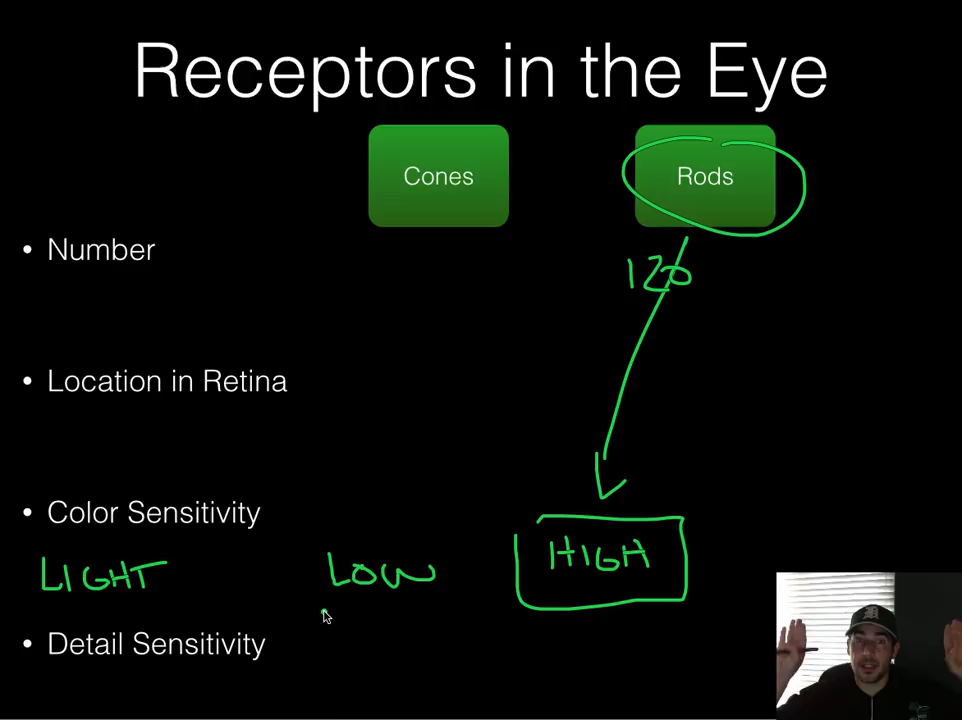 Receptors in the Eye
Cones Rods
• Number
120
• Location in Retina
• Color Sensitivity
LIGHT LOW HIGH
• Detail Sensitivity